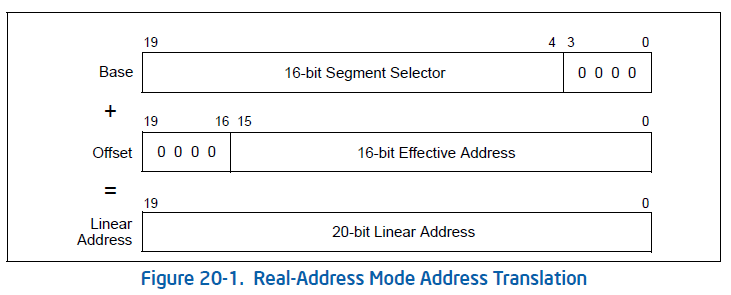 19 4 3 0
Base 16-bit Segment Selector 0 0 0 0
+
19 16 15 0
Offset 0 0 0 0 16-bit Effective Address
=
19 0
Linear
Address 20-bit Linear Address
Figure 20-1. Real-Address Mode Address Translation